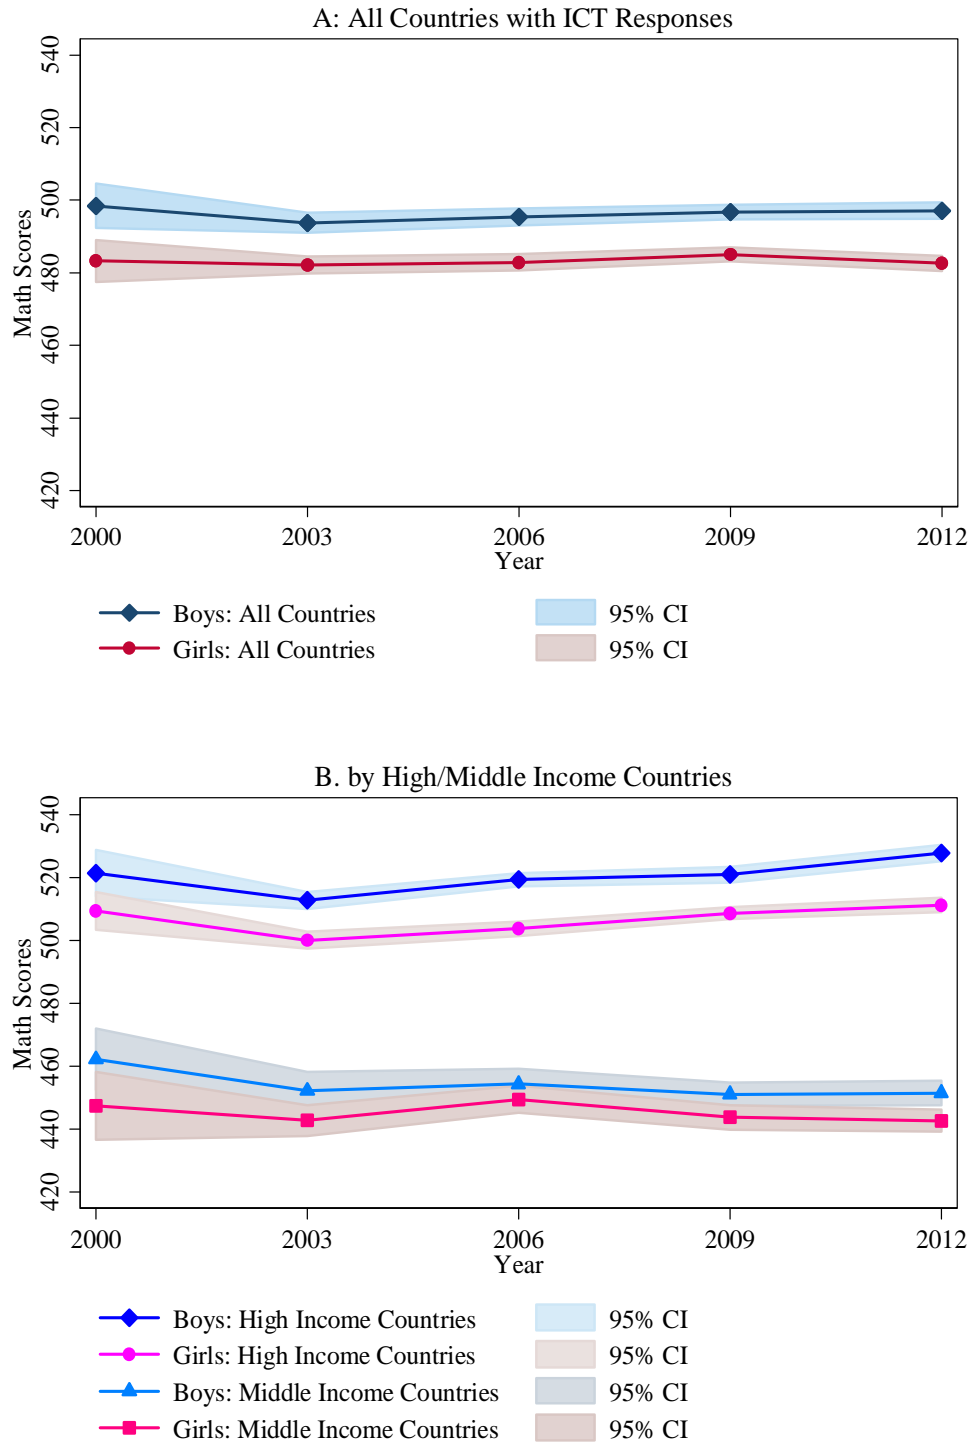 A: All Countries with ICT Responses
Math Scores
540
520
500
480
460
440
420
2000 2003 2006 2009 2012
Year
Boys: All Countries 95% CI
Girls: All Countries 95% CI
B. by High/Middle Income Countries
Math Scores
540
520
500
480
460
440
420
2000 2003 2006 2009 2012
Year
Boys: High Income Countries 95% CI
Girls: High Income Countries 95% CI
Boys: Middle Income Countries 95% CI
Girls: Middle Income Countries 95% CI